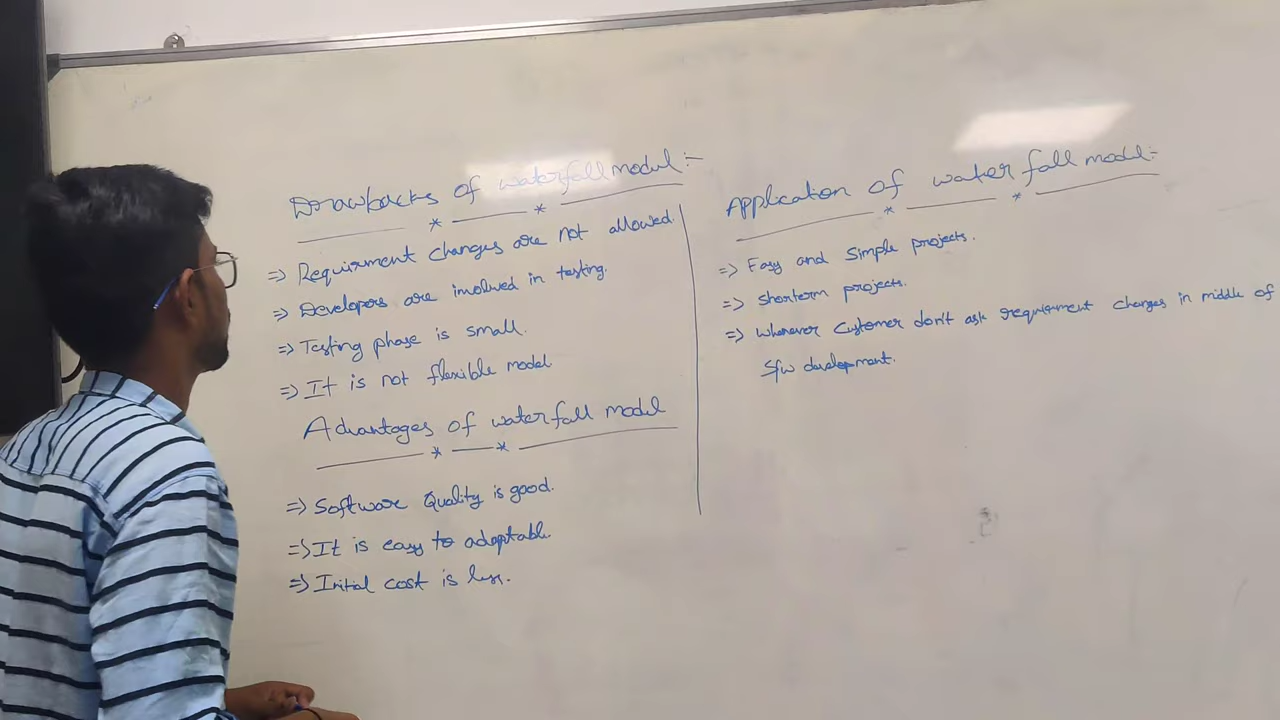 Drawbacks of waterfall model:-
=> Requirment changes are not allowed.
=> Developers are involved in testing.
=> Testing phase is small.
=> It is not flexible model
Advantages of waterfall model
=> Software Quality is good.
=> It is easy to adoptable
=> Initial cost is less.
Application of water fall model:-
=> Easy and simple projects.
=> shorterm projects.
=> whenever customer don't ask requirement changes in middle of
S/w development.